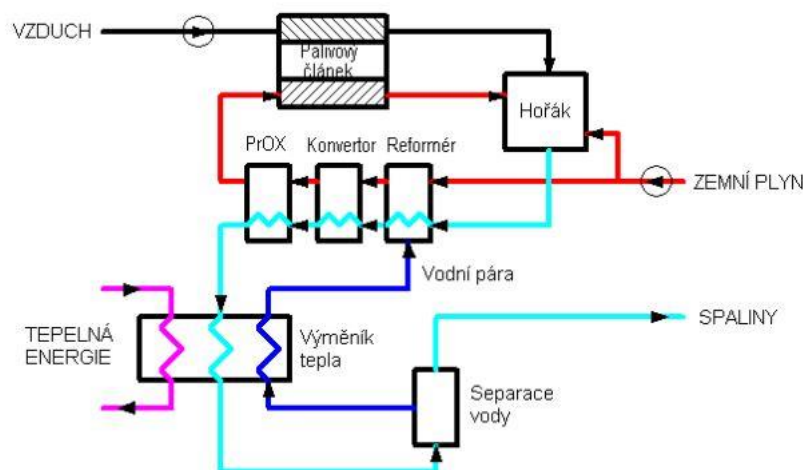 VZDUCH
Palivový
článek
Hořák
PrOX
Konvertor
Reformér
ZEMNÍ PLYN
Vodní pára
TEPELNÁ
ENERGIE
Výměník
tepla
SPALINY
Separace
vody